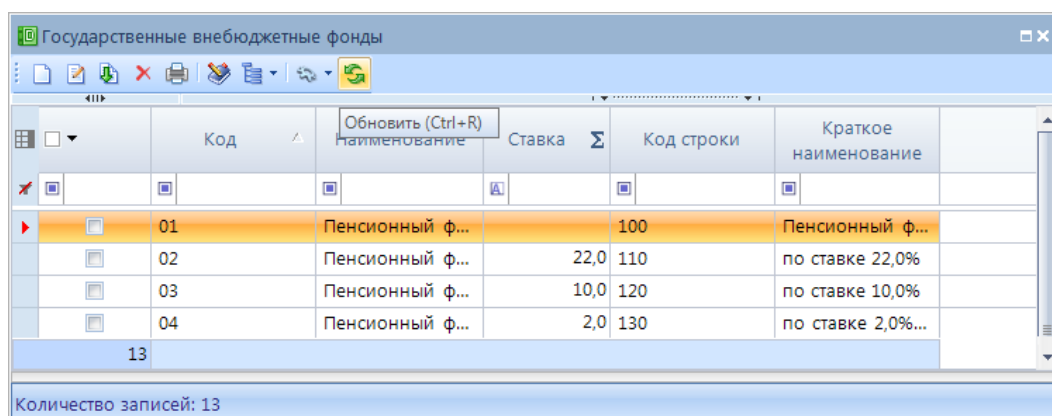 Государственные внебюджетные фонды
Обновить (Ctrl+R)
Код Наименование Ставка Σ Код строки Краткое наименование
01 Пенсионный ф... 100 Пенсионный ф...
02 Пенсионный ф... 22,0 110 по ставке 22,0%
03 Пенсионный ф... 10,0 120 по ставке 10,0%
04 Пенсионный ф... 2,0 130 по ставке 2,0%...
13
Количество записей: 13